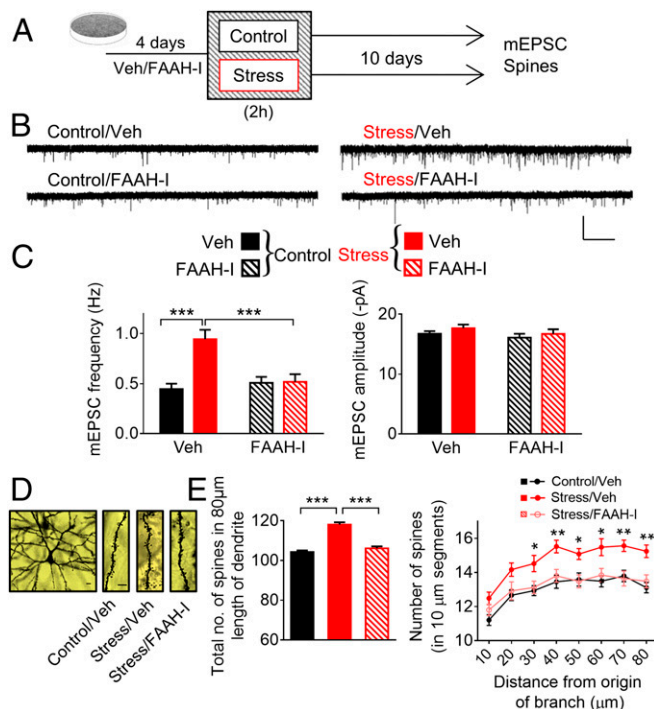 A
4 days
Veh/FAAH-I
Control
Stress
(2h)
10 days
mEPSC
Spines
B
Control/Veh
Stress/Veh
Control/FAAH-I
Stress/FAAH-I
Veh
FAAH-I
Control
Stress
Veh
FAAH-I
C
mEPSC frequency (Hz)
1.0
0.5
0.0
***
***
Veh
FAAH-I
mEPSC amplitude (-pA)
20
10
0
Veh
FAAH-I
D
Control/Veh
Stress/Veh
Stress/FAAH-I
E
Total no. of spines in 80μm
length of dendrite
120
100
80
60
***
***
Number of spines
(in 10 μm segments)
16
14
12
10
Control/Veh
Stress/Veh
Stress/FAAH-I
*
**
*
*
**
**
10
20
30
40
50
60
70
80
Distance from origin
of branch (μm)